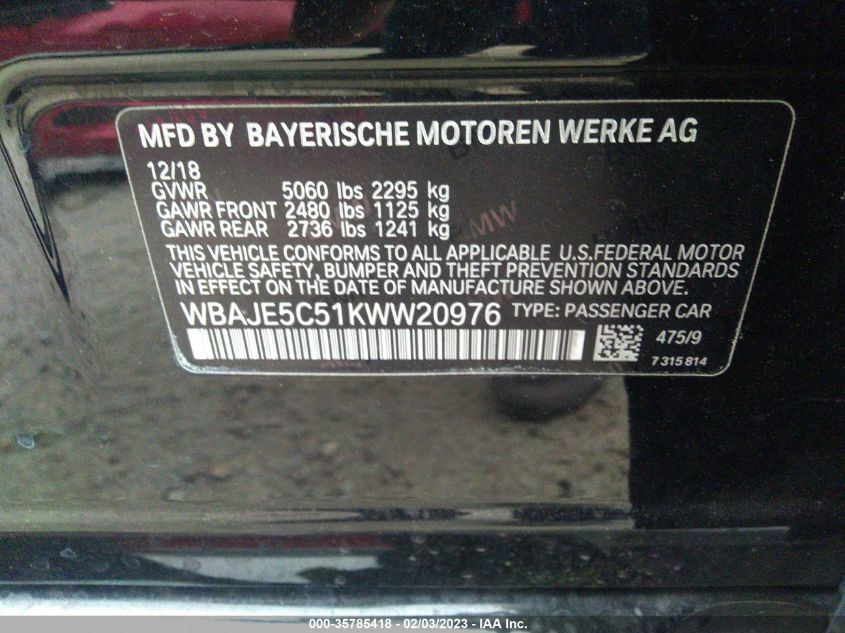 MFD BY BAYERISCHE MOTOREN WERKE AG
12/18
GVWR 5060 lbs 2295 kg
GAWR FRONT 2480 lbs 1125 kg
GAWR REAR 2736 lbs 1241 kg
THIS VEHICLE CONFORMS TO ALL APPLICABLE U.S.FEDERAL MOTOR
VEHICLE SAFETY, BUMPER AND THEFT PREVENTION STANDARDS
IN EFFECT ON THE DATE OF MANUFACTURE SHOWN ABOVE.
WBAJE5C51KWW20976 TYPE: PASSENGER CAR
475/9
7315814
000-35785418 - 02/03/2023 - IAA Inc.